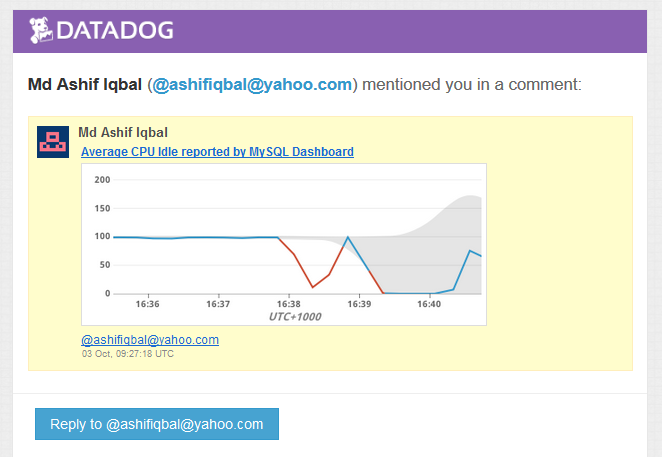 DATADOG
Md Ashif Iqbal (@ashifiqbal@yahoo.com) mentioned you in a comment:
Md Ashif Iqbal
Average CPU Idle reported by MySQL Dashboard
200
150
100
50
0
16:36 16:37 16:38 16:39 16:40
UTC+1000
@ashifiqbal@yahoo.com
03 Oct, 09:27:18 UTC
Reply to @ashifiqbal@yahoo.com